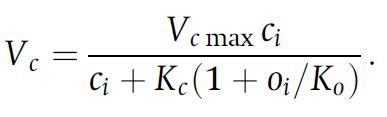 V_c = \frac{V_{c\,max} c_i}{c_i + K_c(1 + o_i/K_o)}.